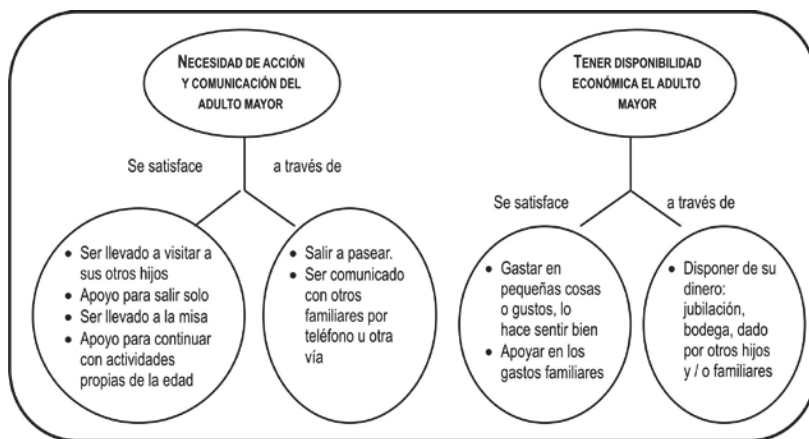 NECESIDAD DE ACCIÓN
Y COMUNICACIÓN DEL
ADULTO MAYOR
Se satisface
a través de
• Ser llevado a visitar a
sus otros hijos
• Apoyo para salir solo
• Ser llevado a la misa
• Apoyo para continuar
con actividades
propias de la edad
• Salir a pasear.
• Ser comunicado
con otros
familiares por
teléfono u otra
vía
TENER DISPONIBILIDAD
ECONÓMICA EL ADULTO
MAYOR
Se satisface
a través de
• Gastar en
pequeñas cosas
o gustos, lo
hace sentir bien
• Apoyar en los
gastos familiares
• Disponer de su
dinero:
jubilación,
bodega, dado
por otros hijos
y / o familiares